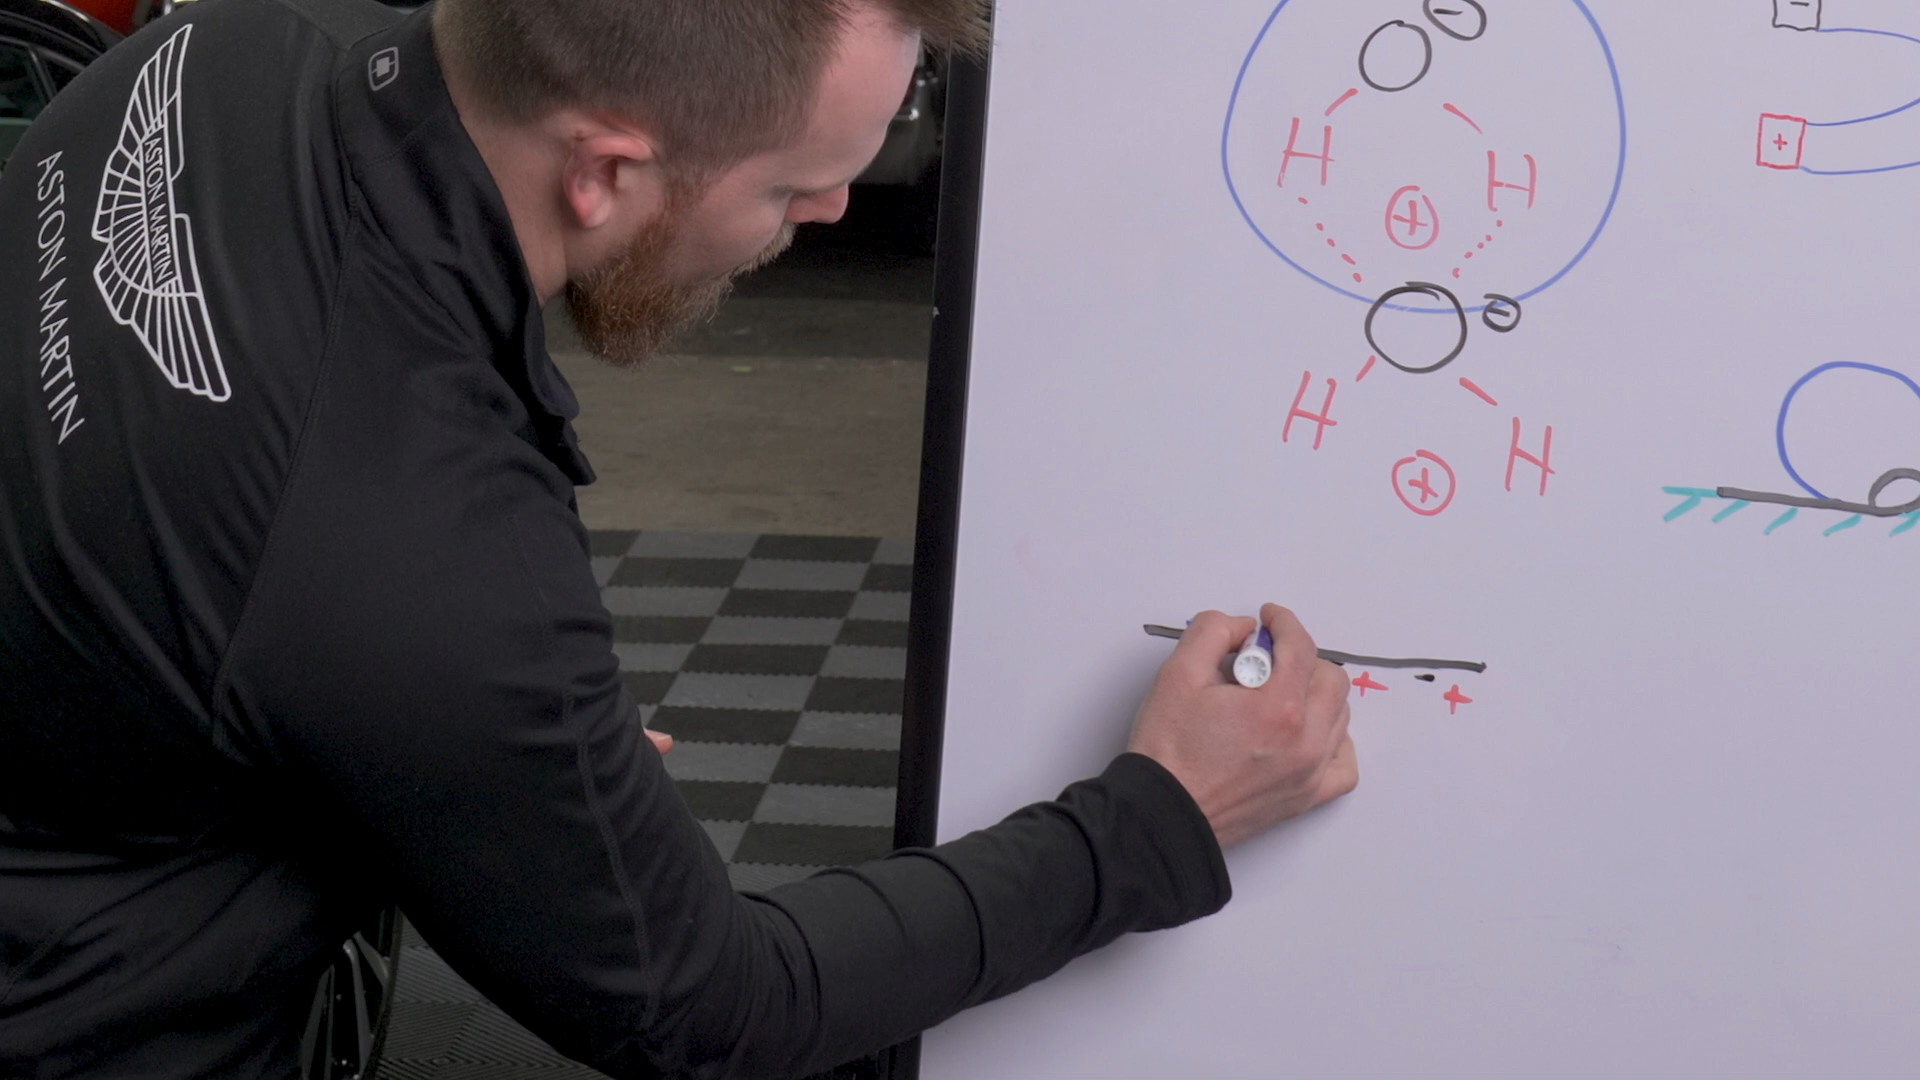 ASTON MARTIN
ASTON MARTIN
O -
H H
+
O -
H H
+
-
+
+ - +